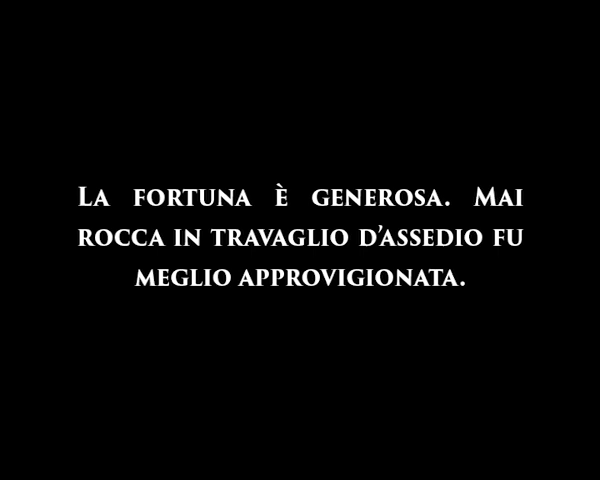 La fortuna è generosa. Mai
rocca in travaglio d’assedio fu
meglio approvigionata.